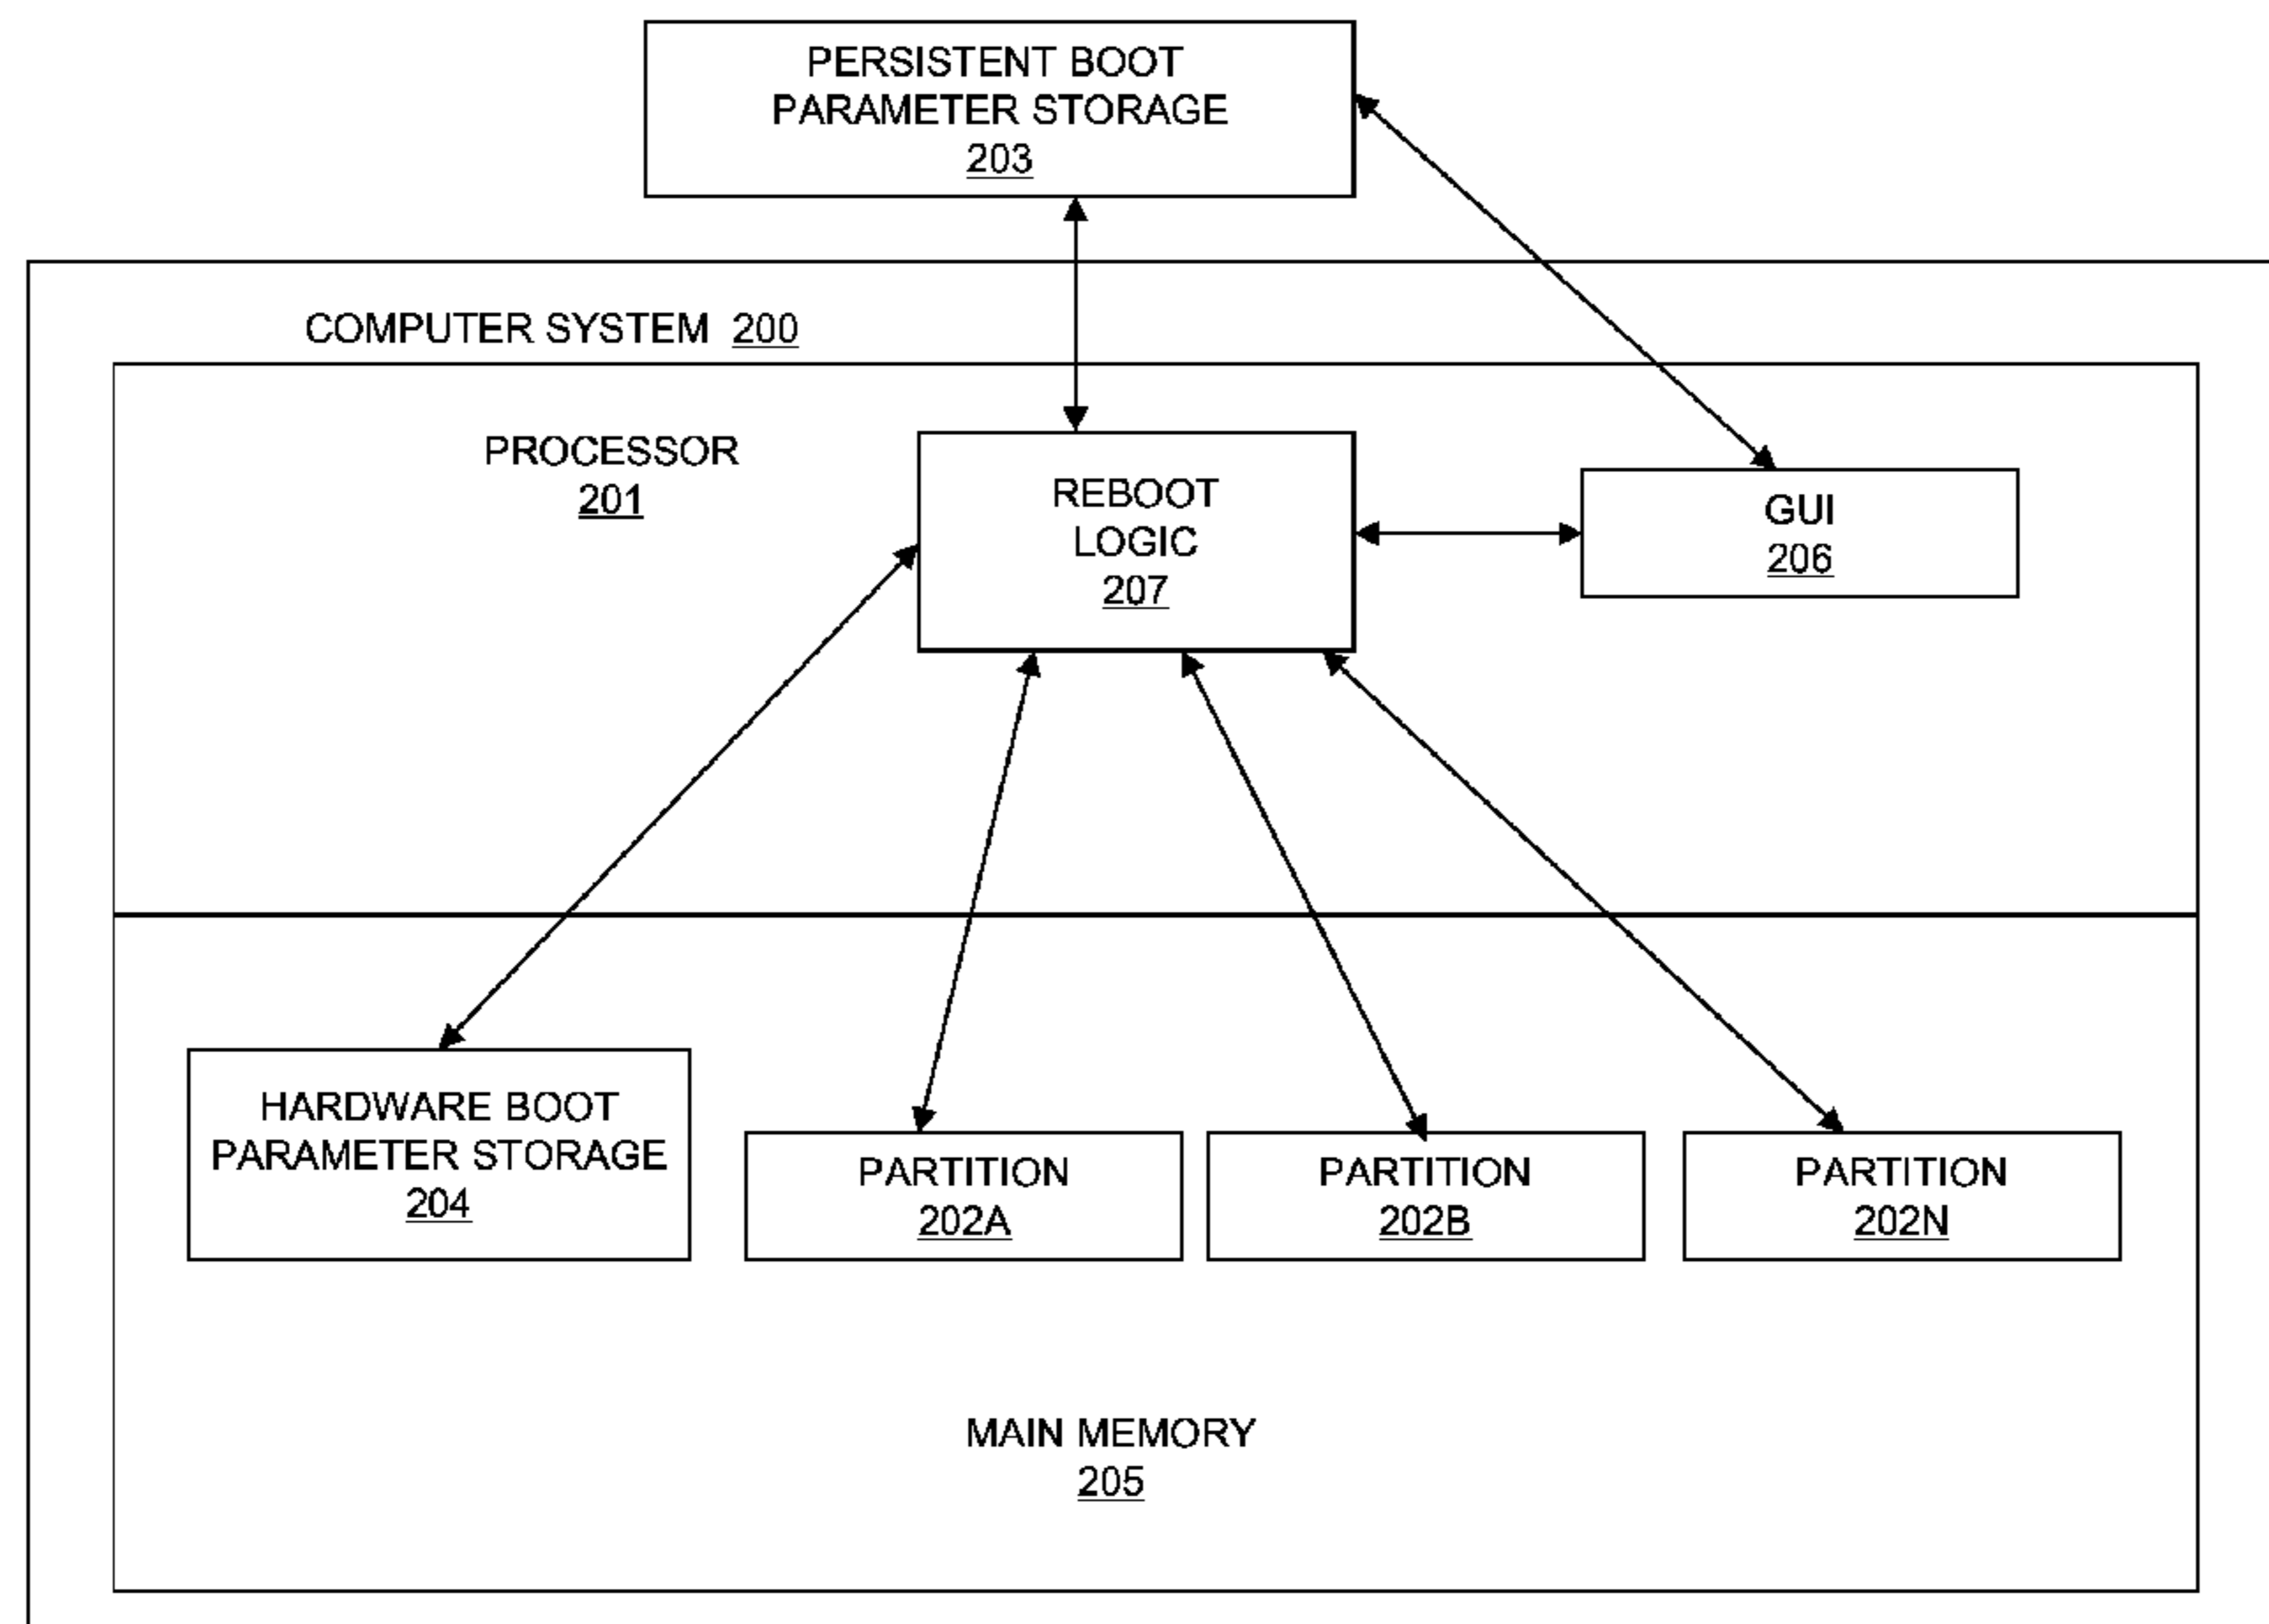 PERSISTENT BOOT
PARAMETER STORAGE
203
COMPUTER SYSTEM 200
PROCESSOR
201
REBOOT
LOGIC
207
GUI
206
HARDWARE BOOT
PARAMETER STORAGE
204
PARTITION
202A
PARTITION
202B
PARTITION
202N
MAIN MEMORY
205